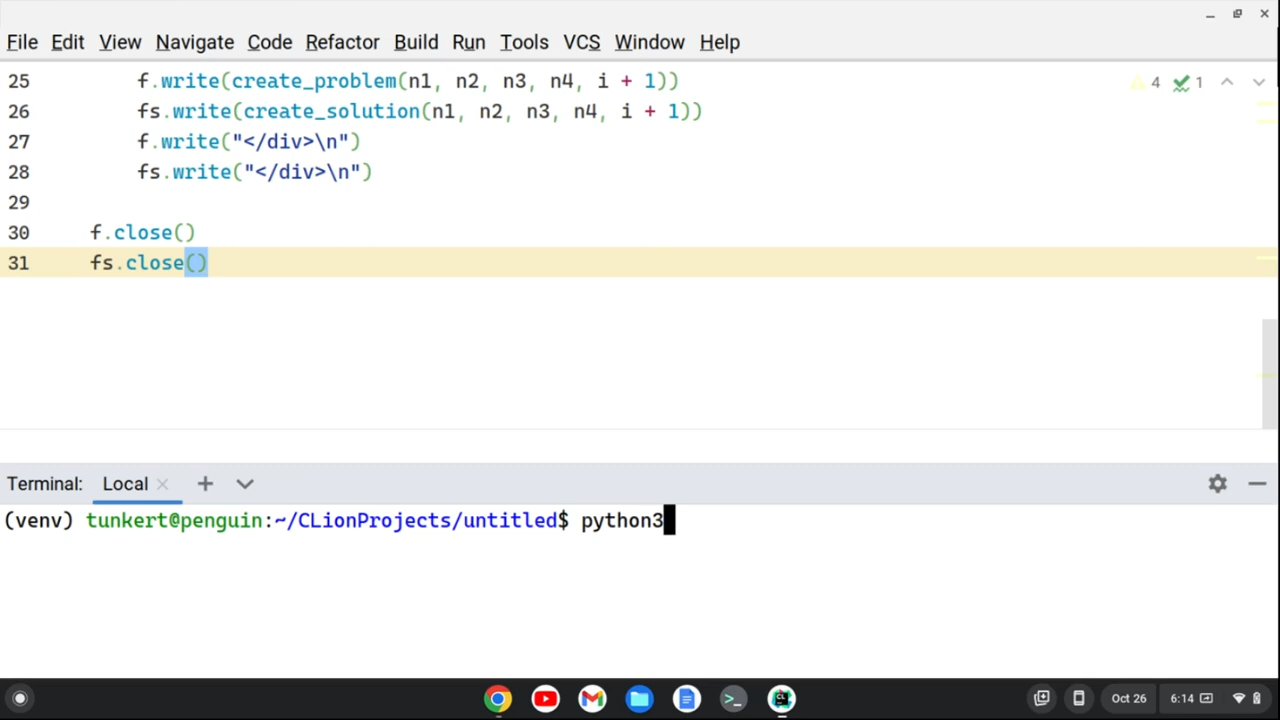 File Edit View Navigate Code Refactor Build Run Tools VCS Window Help
25 f.write(create_problem(n1, n2, n3, n4, i + 1))
4 1
26 fs.write(create_solution(n1, n2, n3, n4, i + 1))
27 f.write("</div>\n")
28 fs.write("</div>\n")
29
30 f.close()
31 fs.close()
Terminal: Local
(venv) tunkert@penguin:~/CLionProjects/untitled$ python3
Oct 26 6:14